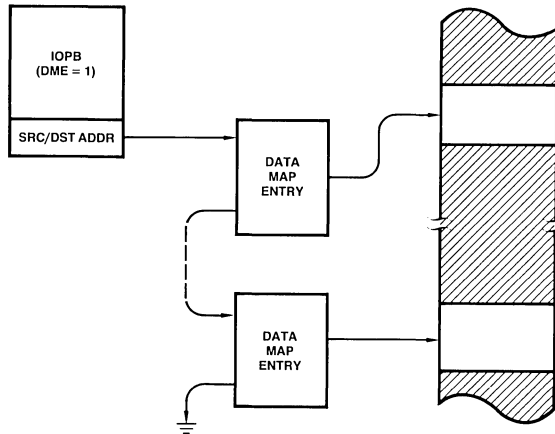 IOPB
(DME = 1)
SRC/DST ADDR
DATA
MAP
ENTRY
DATA
MAP
ENTRY